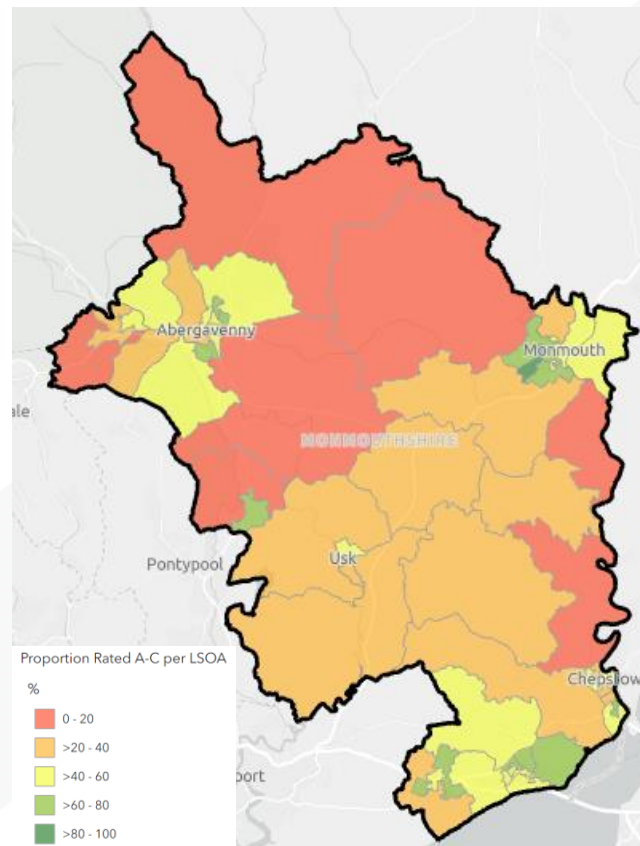 Abergavenny
Monmouth
ale
MONMOUTHSHIRE
Pontypool
Usk
Chepstow
port
Proportion Rated A-C per LSOA
%
0 - 20
>20 - 40
>40 - 60
>60 - 80
>80 - 100